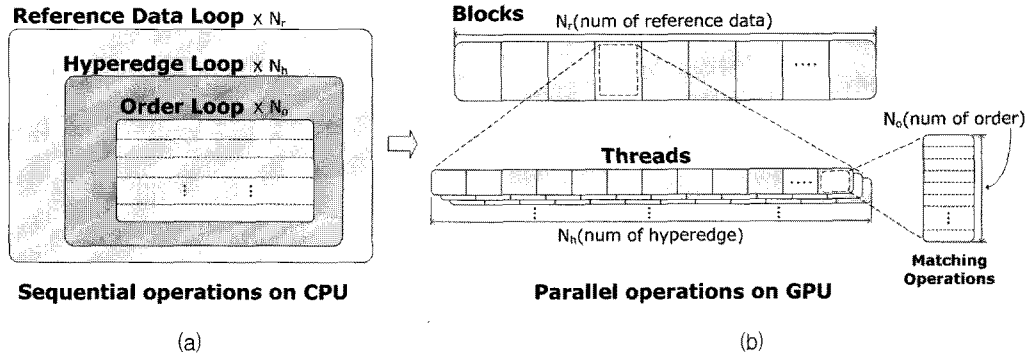 Reference Data Loop x Nr
Hyperedge Loop x Nh
Order Loop x No
Sequential operations on CPU
(a)
Blocks
Nr(num of reference data)
Threads
Nh(num of hyperedge)
No(num of order)
Matching
Operations
Parallel operations on GPU
(b)